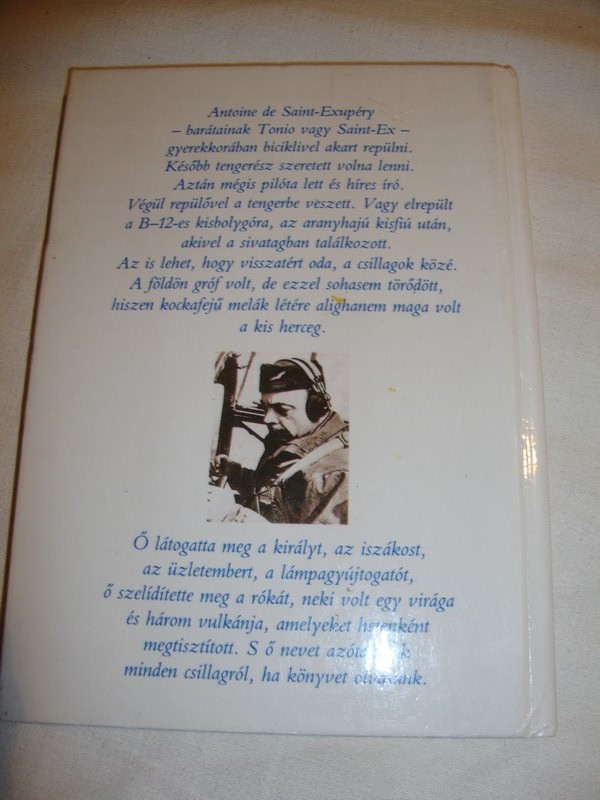 Antoine de Saint-Exupéry
– barátainak Tonio vagy Saint-Ex –
gyerekkorában biciklivel akart repülni.
Később tengerész szeretett volna lenni.
Aztán mégis pilóta lett és híres író.
Végül repülővel a tengerbe veszett. Vagy elrepült
a B–12-es kisbolygóra, az aranyhajú kisfiú után,
akivel a sivatagban találkozott.
Az is lehet, hogy visszatért oda, a csillagok közé.
A földön gróf volt, de ezzel sohasem törődött,
hiszen kockafejű melák létére alighanem maga volt
a kis herceg.
Ő látogatta meg a királyt, az iszákost,
az üzletembert, a lámpagyújtogatót,
ő szelídítette meg a rókát, neki volt egy virága
és három vulkánja, amelyeket hetenként
megtisztított. S ő nevet
minden csillagról, ha könyvet